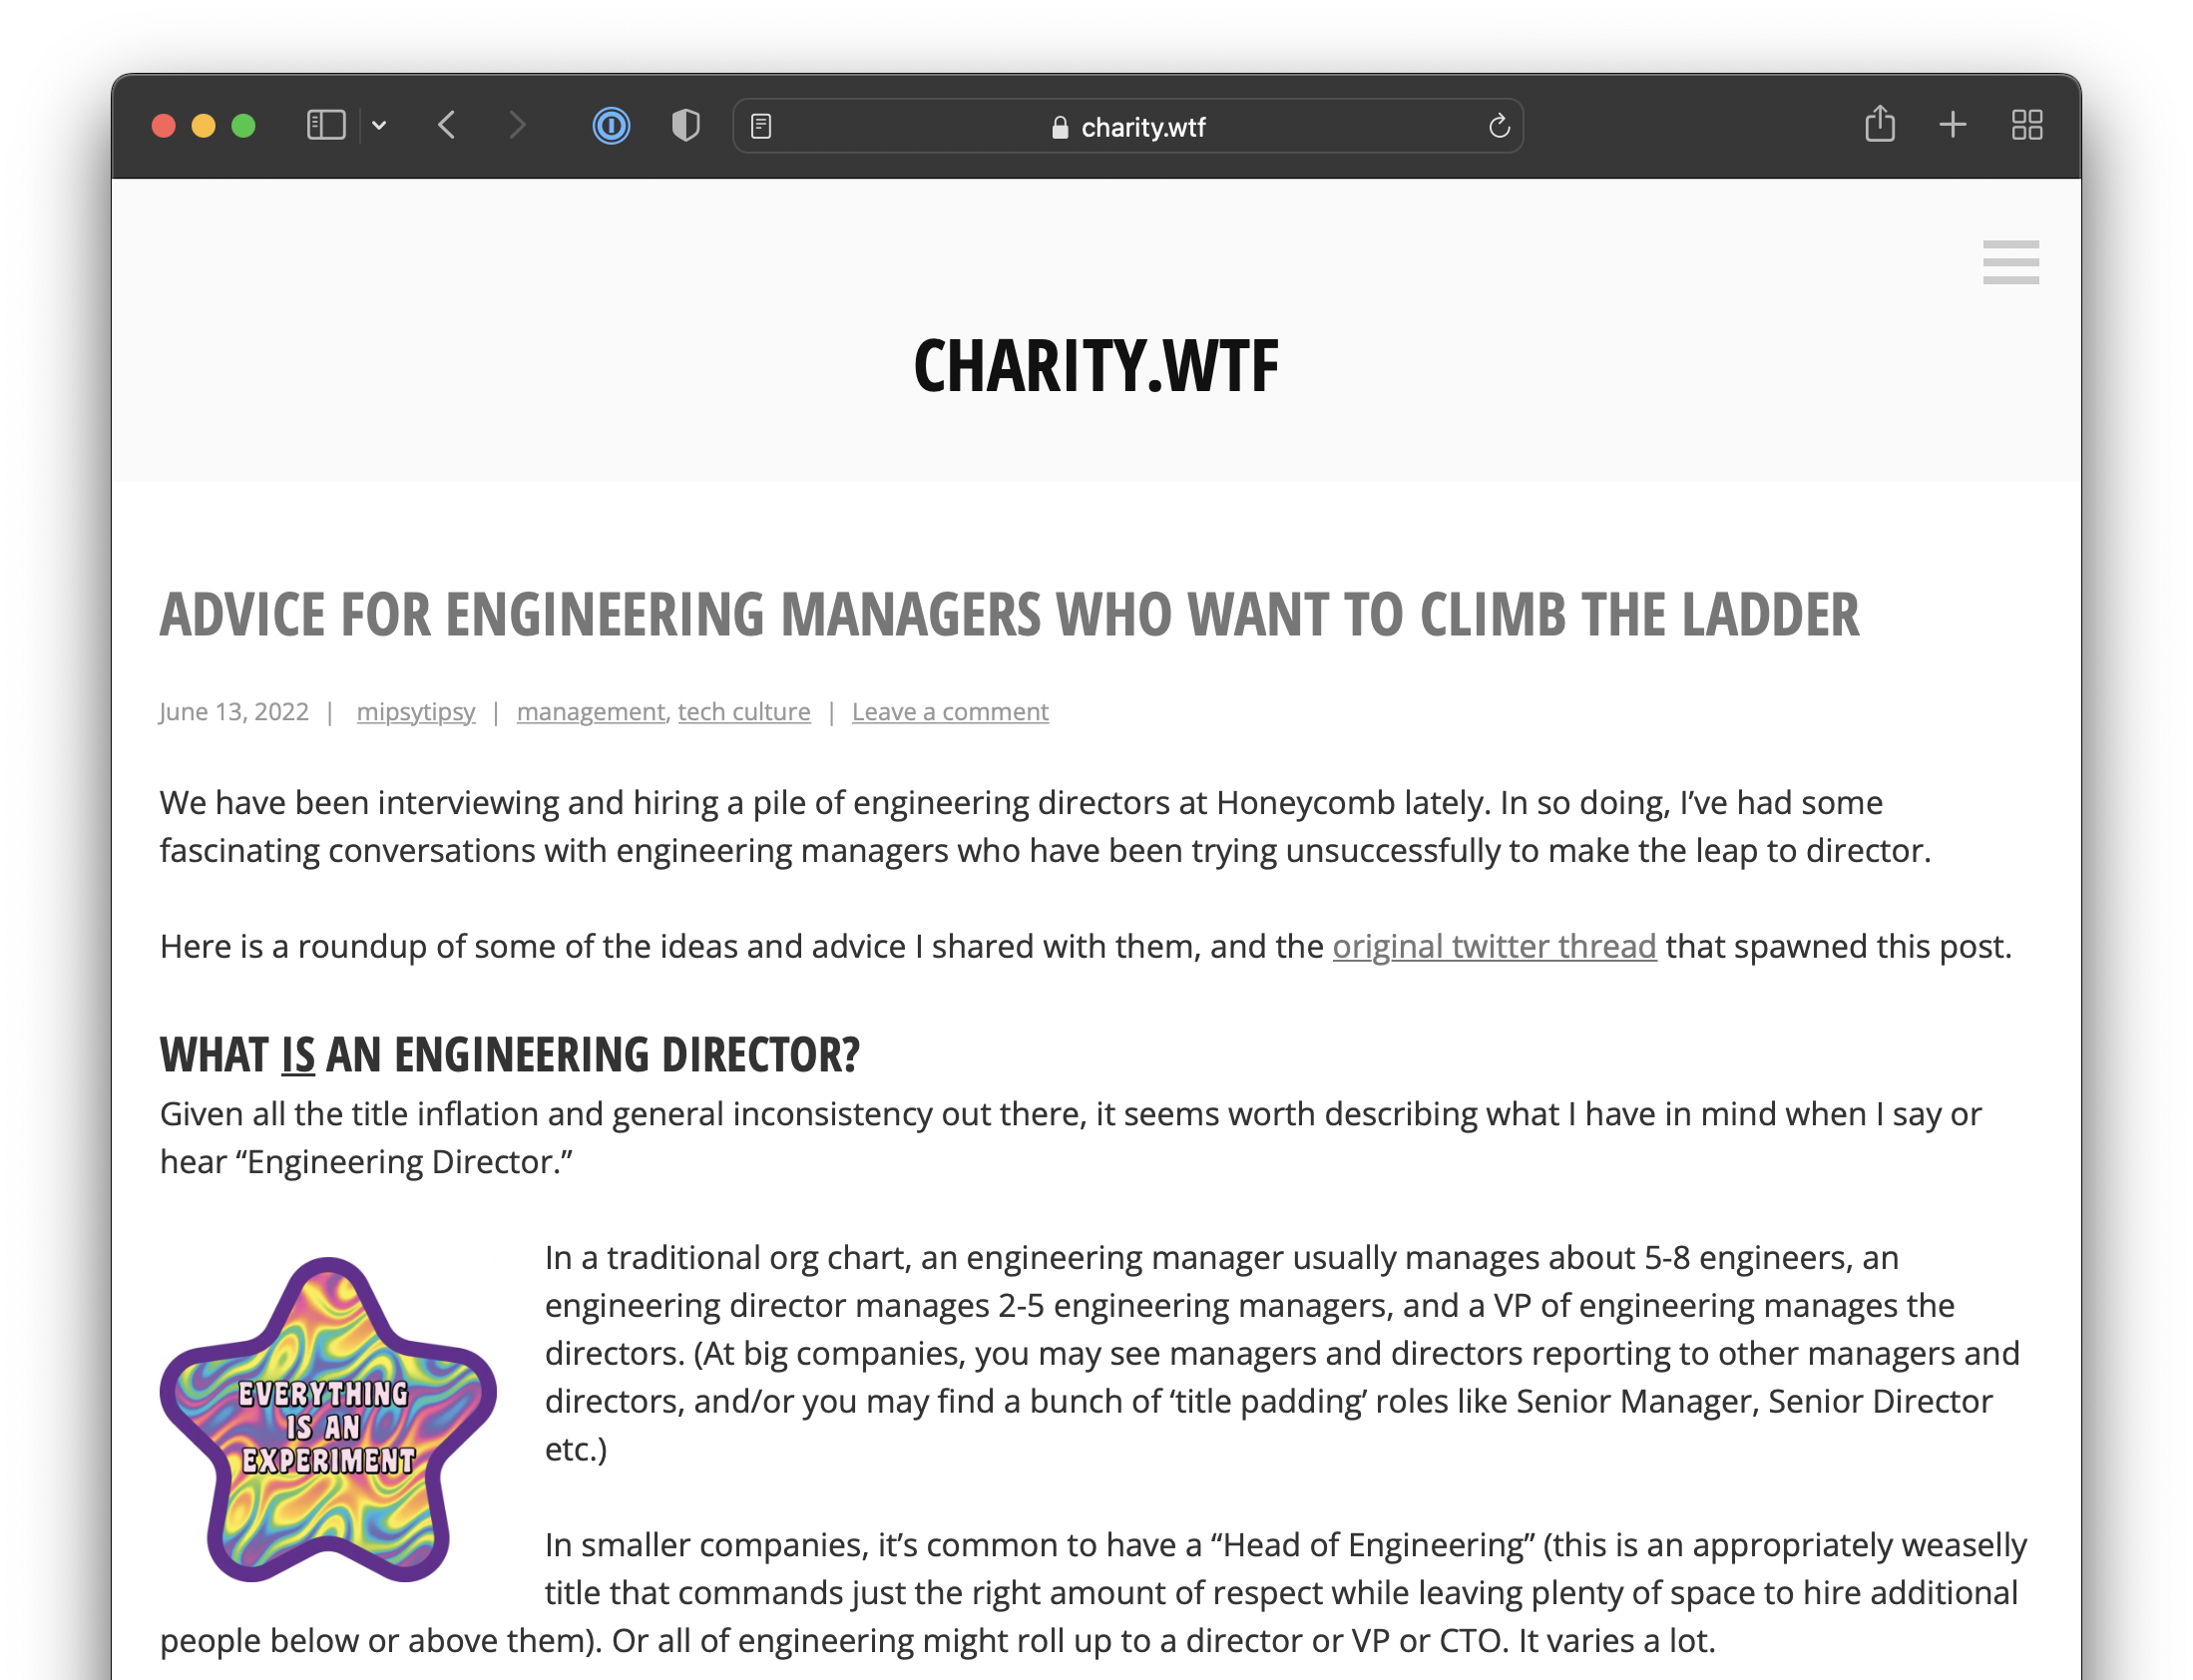 charity.wtf
CHARITY.WTF
ADVICE FOR ENGINEERING MANAGERS WHO WANT TO CLIMB THE LADDER
June 13, 2022 | mipsytipsy | management, tech culture | Leave a comment
We have been interviewing and hiring a pile of engineering directors at Honeycomb lately. In so doing, I’ve had some
fascinating conversations with engineering managers who have been trying unsuccessfully to make the leap to director.
Here is a roundup of some of the ideas and advice I shared with them, and the original twitter thread that spawned this post.
WHAT IS AN ENGINEERING DIRECTOR?
Given all the title inflation and general inconsistency out there, it seems worth describing what I have in mind when I say or
hear “Engineering Director.”
EVERYTHING
IS AN
EXPERIMENT
In a traditional org chart, an engineering manager usually manages about 5-8 engineers, an
engineering director manages 2-5 engineering managers, and a VP of engineering manages the
directors. (At big companies, you may see managers and directors reporting to other managers and
directors, and/or you may find a bunch of ‘title padding’ roles like Senior Manager, Senior Director
etc.)
In smaller companies, it’s common to have a “Head of Engineering” (this is an appropriately weaselly
title that commands just the right amount of respect while leaving plenty of space to hire additional
people below or above them). Or all of engineering might roll up to a director or VP or CTO. It varies a lot.